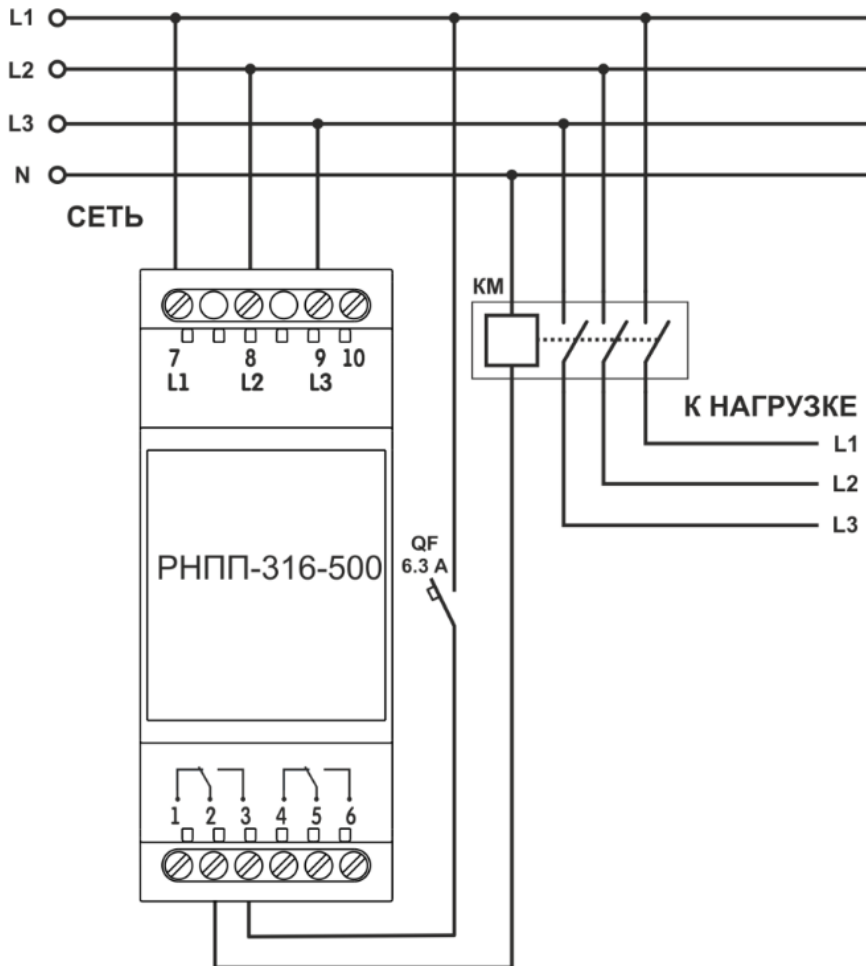 L1
L2
L3
N
СЕТЬ
КМ
7 8 9 10
L1 L2 L3
К НАГРУЗКЕ
L1
L2
L3
QF
6.3 А
РНПП-316-500
1 2 3 4 5 6